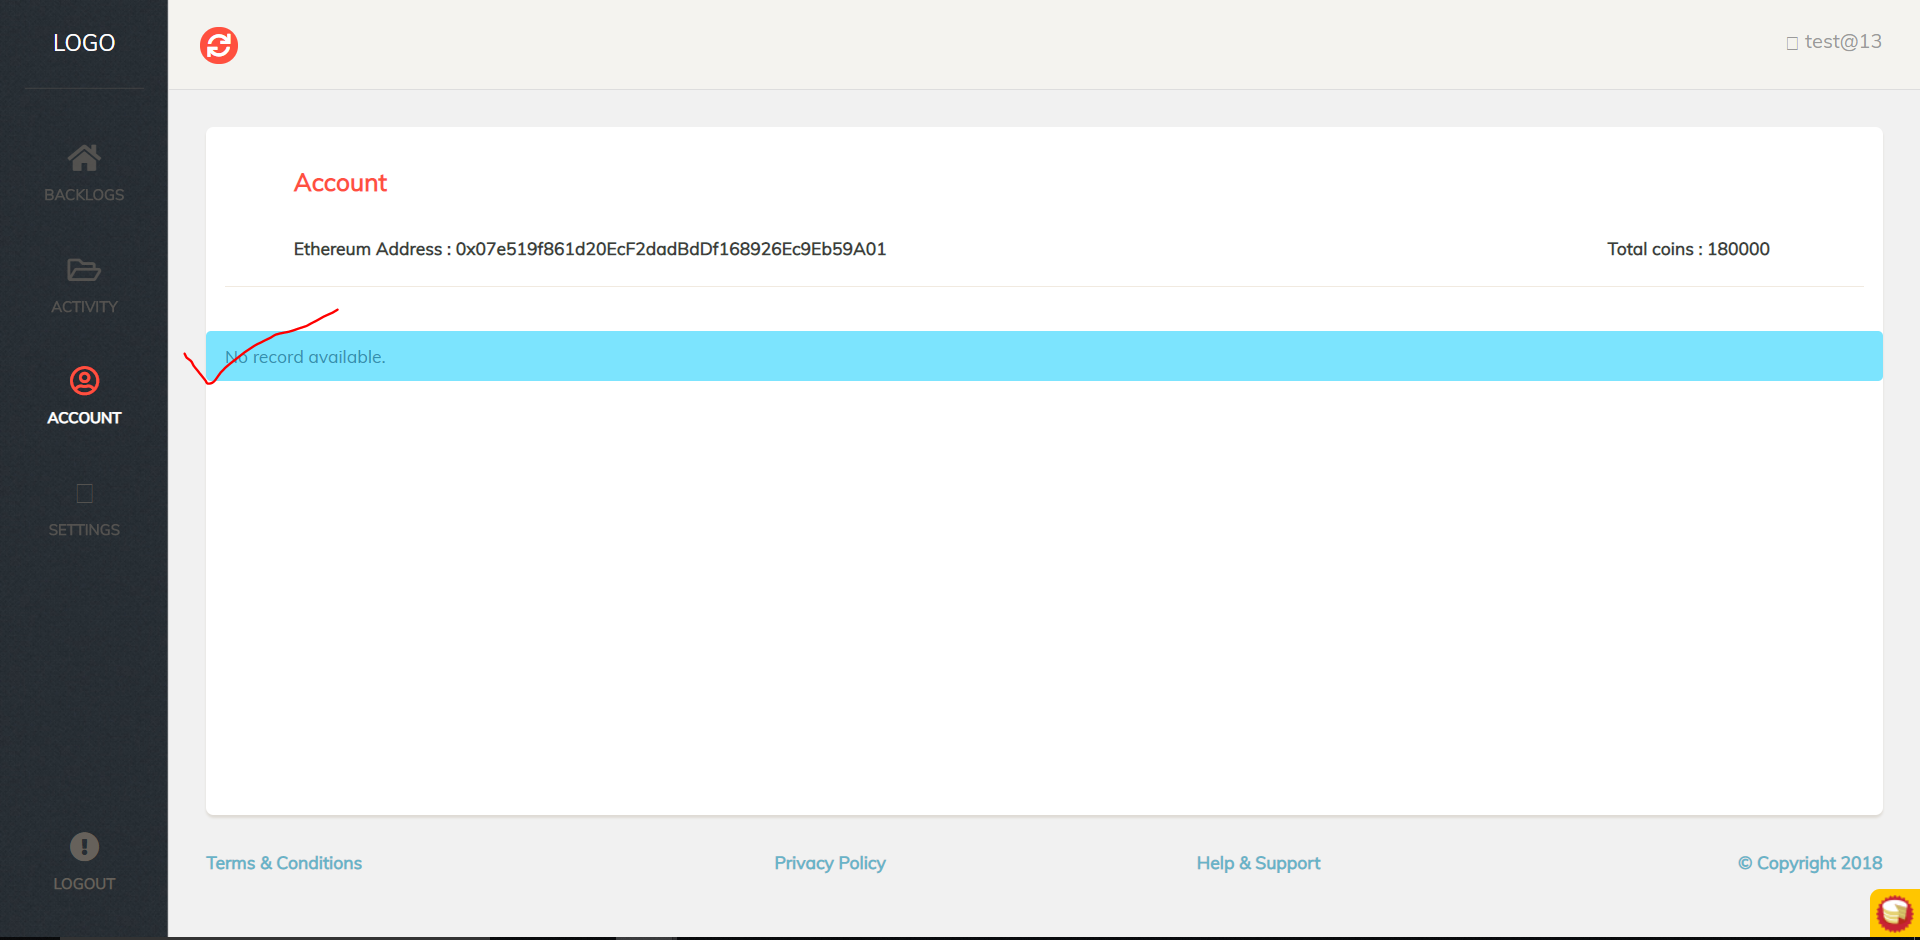 LOGO
test@13
BACKLOGS
ACTIVITY
ACCOUNT
SETTINGS
LOGOUT
Account
Ethereum Address : 0x07e519f861d20EcF2dadBdDf168926Ec9Eb59A01
Total coins : 180000
No record available.
Terms & Conditions
Privacy Policy
Help & Support
© Copyright 2018